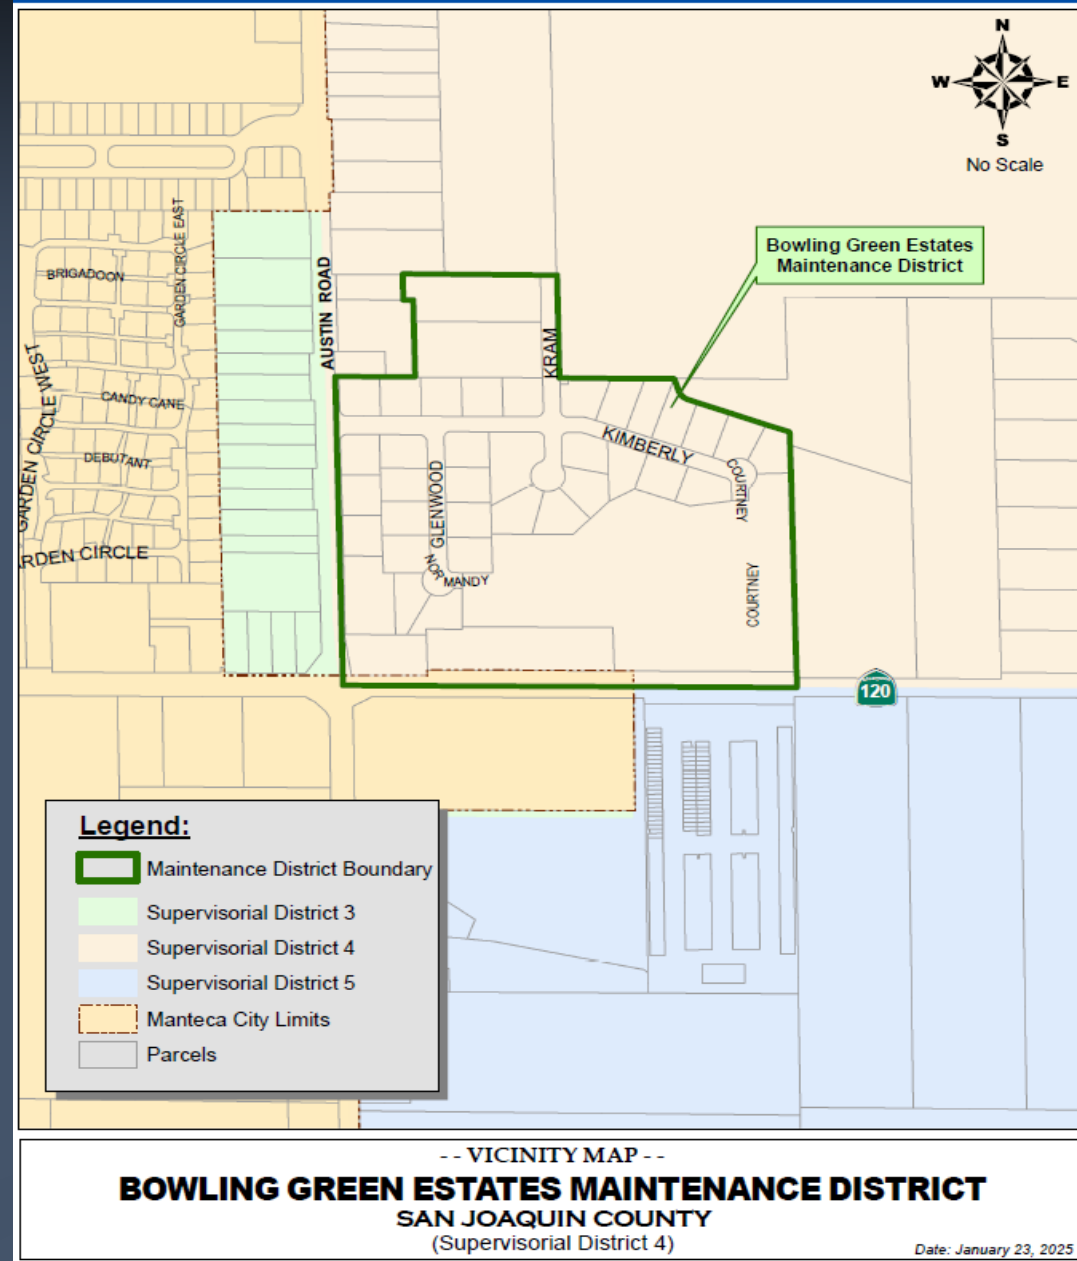 N
W
E
S
No Scale
Bowling Green Estates
Maintenance District
BRIGADOON
GARDEN CIRCLE EAST
AUSTIN ROAD
KRAM
GARDEN CIRCLE WEST
CANDY CANE
KIMBERLY
DEBUTANT
GLENWOOD
COURTNEY
RDEN CIRCLE
NORMANDY
COURTNEY
120
Legend:
Maintenance District Boundary
Supervisorial District 3
Supervisorial District 4
Supervisorial District 5
Manteca City Limits
Parcels
- - VICINITY MAP - -
BOWLING GREEN ESTATES MAINTENANCE DISTRICT
SAN JOAQUIN COUNTY
(Supervisorial District 4)
Date: January 23, 2025